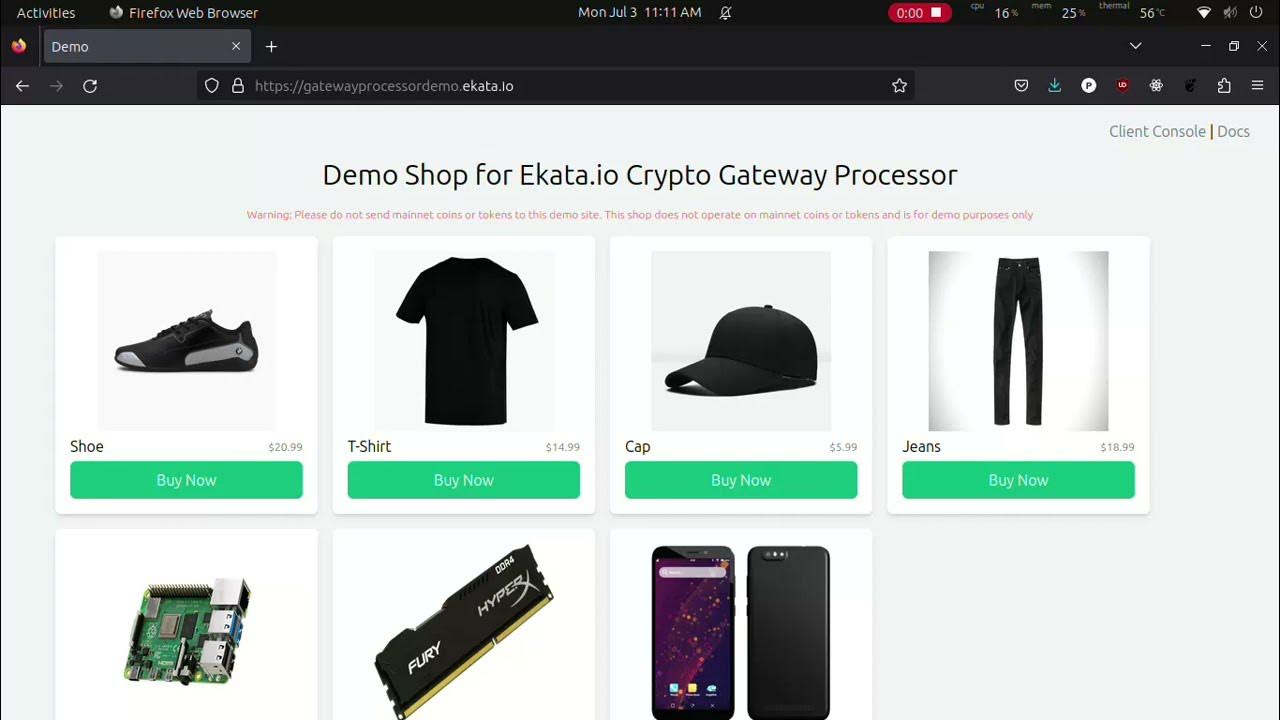 Activities Firefox Web Browser Mon Jul 3 11:11 AM 0:00 cpu 16% mem 25% thermal 56°C
Demo
https://gatewayprocessordemo.ekata.io
Client Console | Docs
Demo Shop for Ekata.io Crypto Gateway Processor
Warning: Please do not send mainnet coins or tokens to this demo site. This shop does not operate on mainnet coins or tokens and is for demo purposes only
Shoe $20.99 T-Shirt $14.99 Cap $5.99 Jeans $18.99
Buy Now Buy Now Buy Now Buy Now
DDR4
HYPERX
FURY